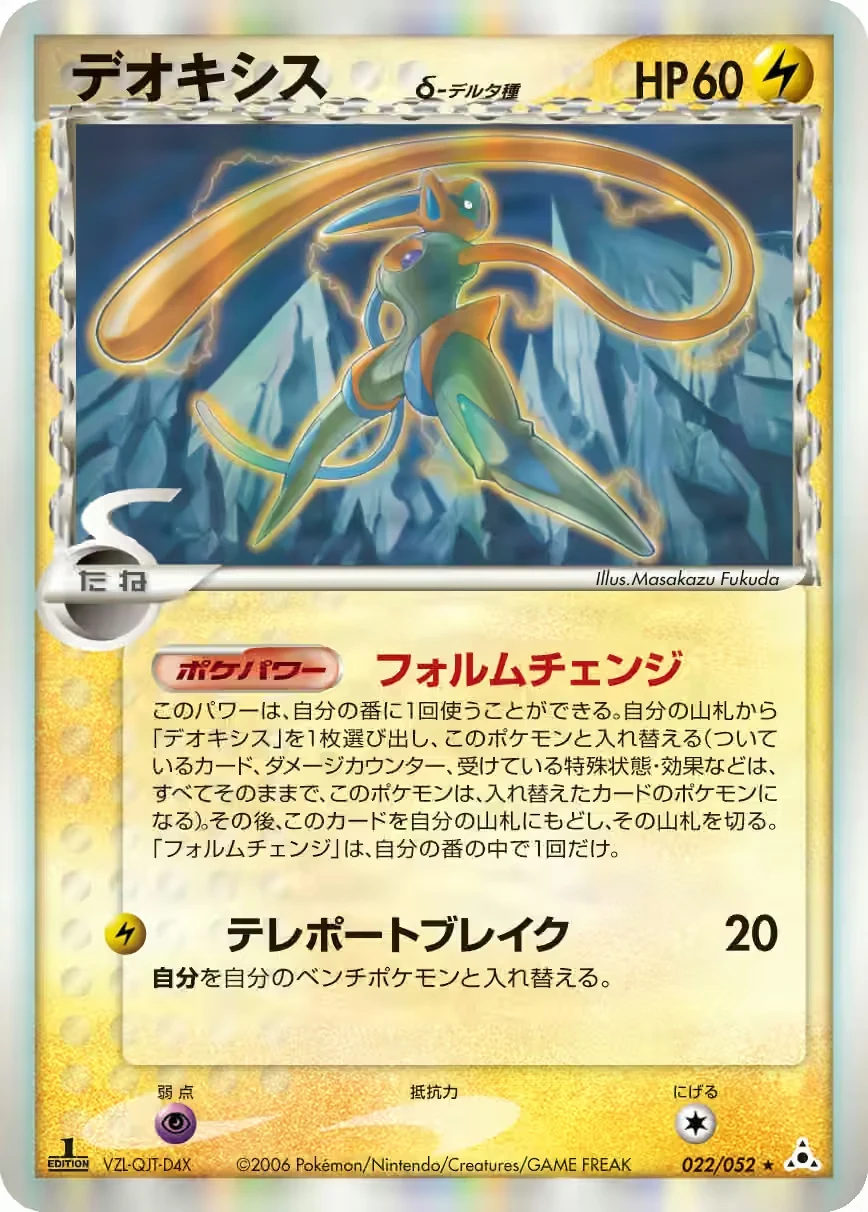 デオキシス δ-デルタ種 HP60
たね
Illus.Masakazu Fukuda
ポケパワー フォルムチェンジ
このパワーは、自分の番に1回使うことができる。自分の山札から
「デオキシス」を1枚選び出し、このポケモンと入れ替える(ついて
いるカード、ダメージカウンター、受けている特殊状態・効果などは、
すべてそのままで、このポケモンは、入れ替えたカードのポケモンに
なる)。その後、このカードを自分の山札にもどし、その山札を切る。
「フォルムチェンジ」は、自分の番の中で1回だけ。
テレポートブレイク 20
自分を自分のベンチポケモンと入れ替える。
弱点 抵抗力 にげる
1 EDITION VZL-QJT-D4X ©2006 Pokémon/Nintendo/Creatures/GAME FREAK 022/052 ★